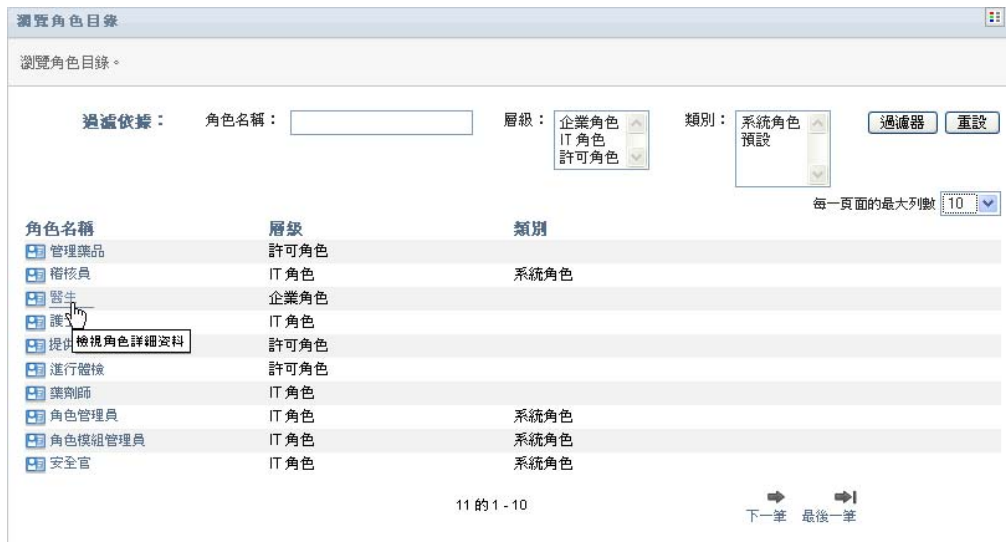 瀏覽角色目錄
瀏覽角色目錄。
過濾依據： 角色名稱： 層級： 企業角色 IT 角色 許可角色 類別： 系統角色 預設 過濾器 重設
每一頁面的最大列數 10
角色名稱 層級 類別
管理藥品 許可角色
稽核員 IT 角色 系統角色
醫生 企業角色
護 IT 角色
檢視角色詳細資料
提供 許可角色
進行體檢 許可角色
藥劑師 IT 角色
角色管理員 IT 角色 系統角色
角色模組管理員 IT 角色 系統角色
安全官 IT 角色 系統角色
11 的 1 - 10 下一筆 最後一筆